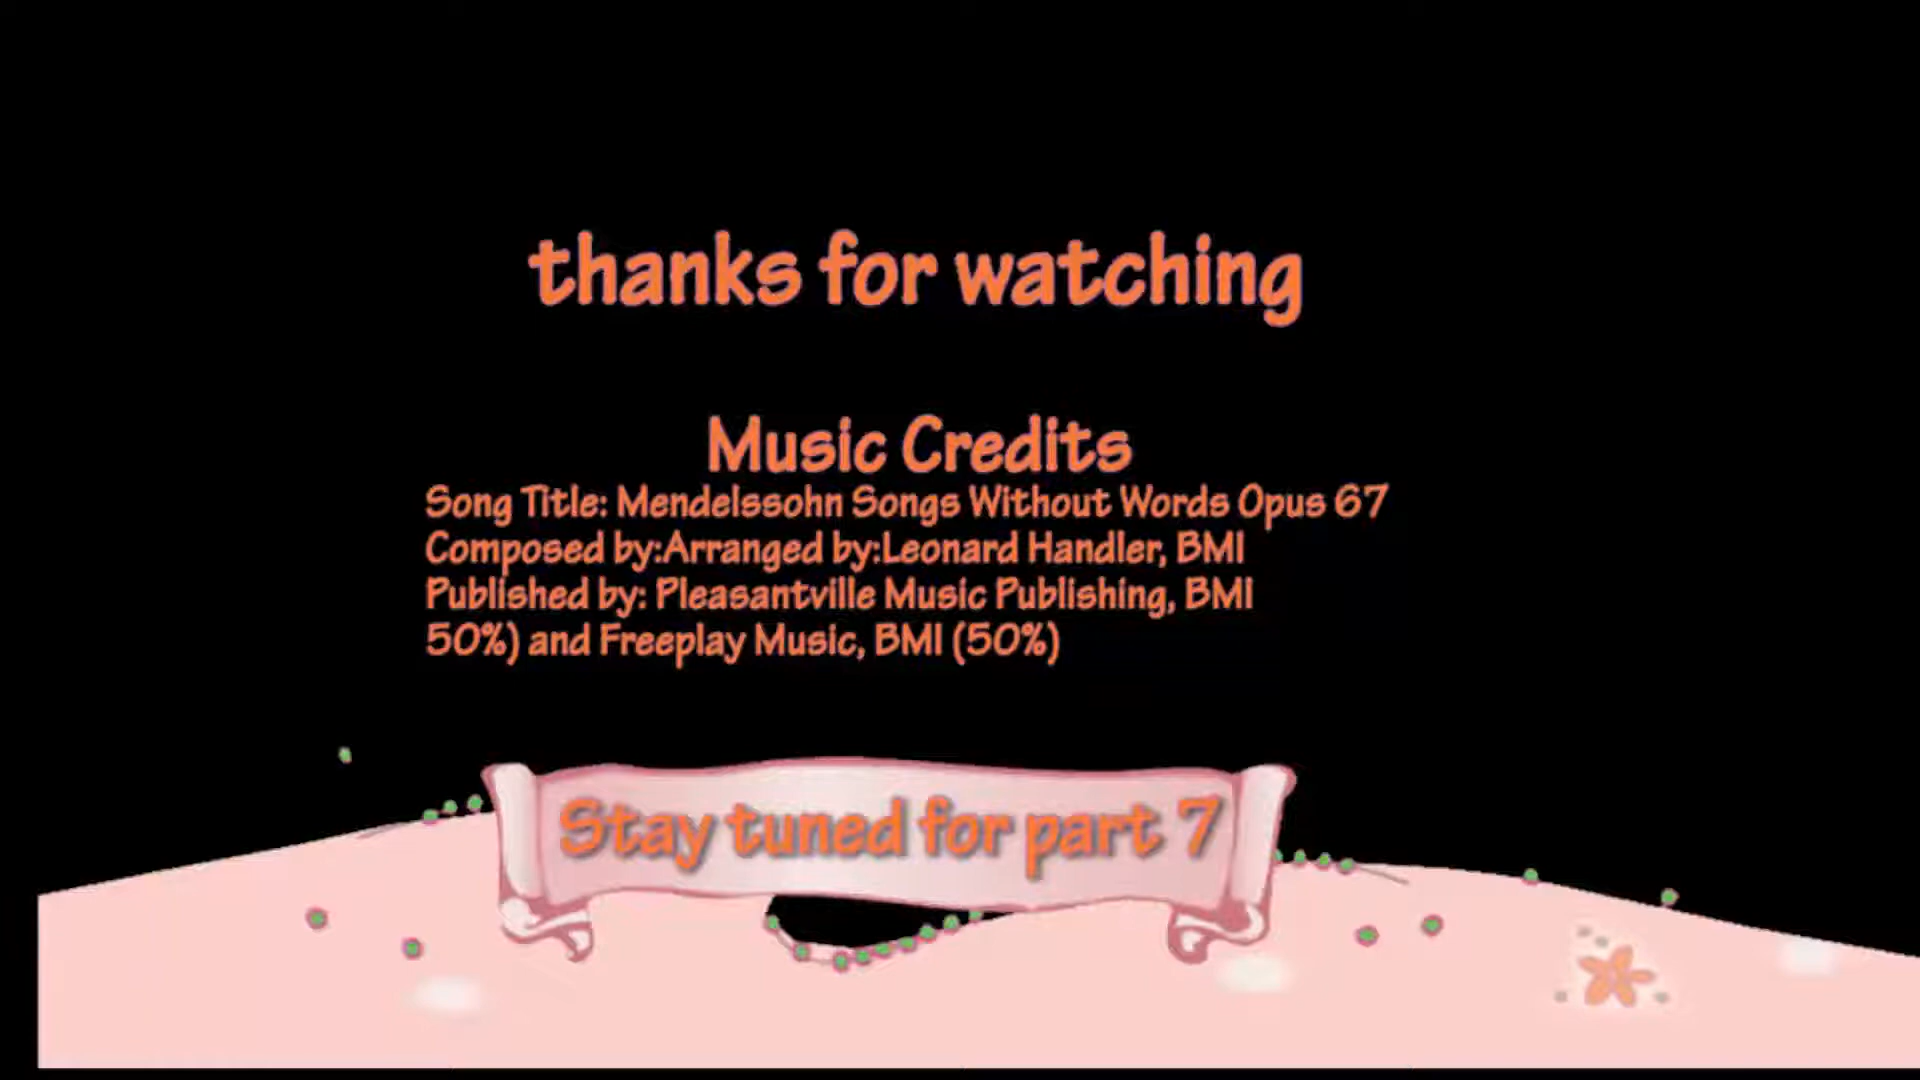 thanks for watching
Music Credits
Song Title: Mendelssohn Songs Without Words Opus 67
Composed by:Arranged by:Leonard Handler, BMI
Published by: Pleasantville Music Publishing, BMI
50%) and Freeplay Music, BMI (50%)
Stay tuned for part 7